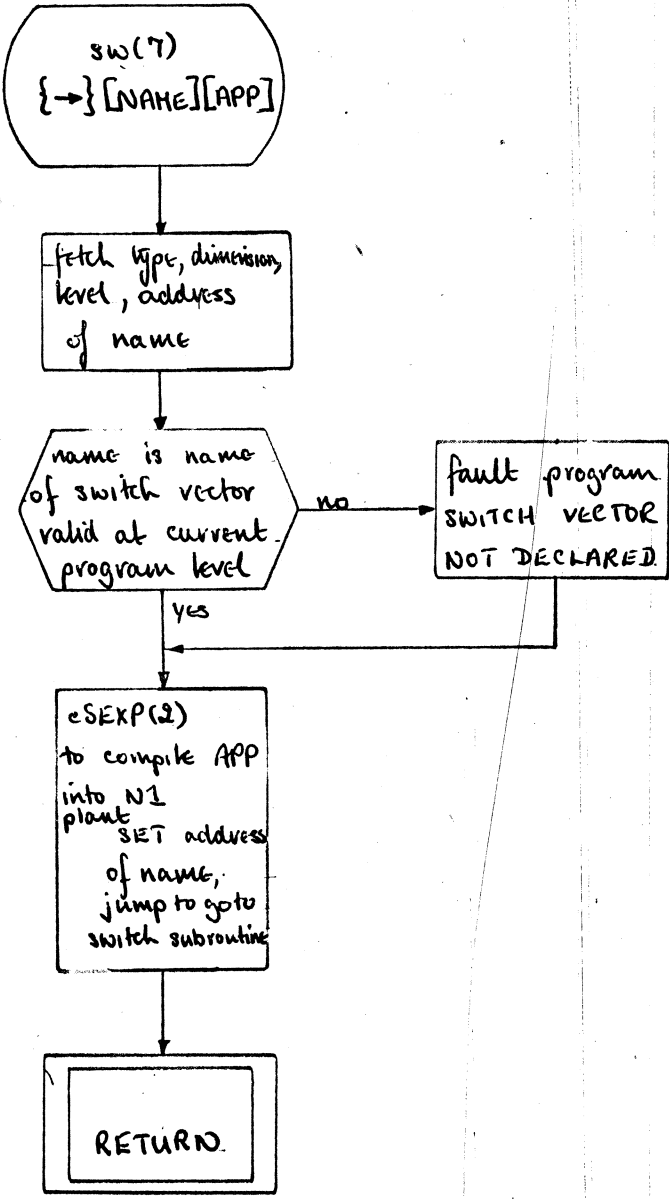 sw(7)
{→}[NAME][APP]
fetch type, dimension,
level, address
of name
name is name
of switch vector
valid at current
program level
no
fault program
SWITCH VECTOR
NOT DECLARED.
YES
cSEXP(2)
to compile APP
into N1
plant
SET address
of name,
jump to goto
switch subroutine
RETURN.